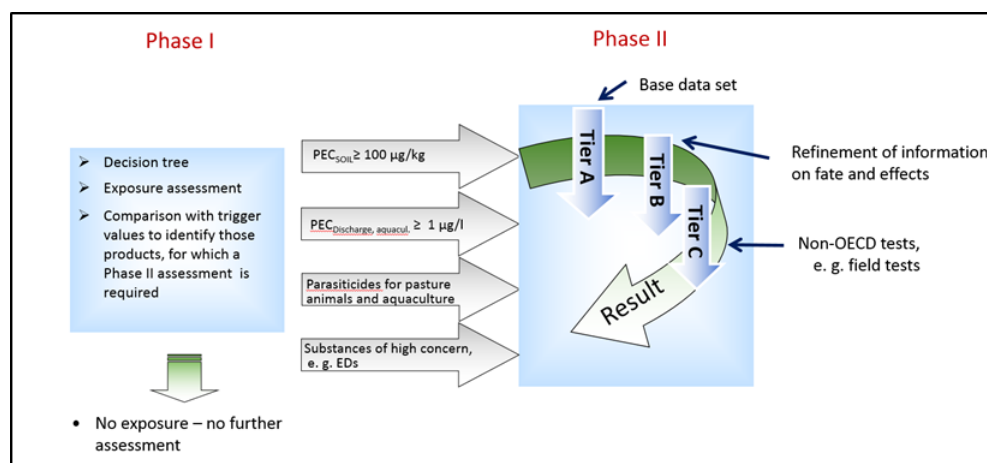 Phase I
Phase II
Base data set
➢ Decision tree
➢ Exposure assessment
➢ Comparison with trigger
values to identify those
products, for which a
Phase II assessment is
required
PECSOIL≥ 100 µg/kg
PECDischarge, aquacul. ≥ 1 µg/l
Parasiticides for pasture
animals and aquaculture
Substances of high concern,
e. g. EDs
Tier A
Tier B
Tier C
Result
Refinement of information
on fate and effects
Non-OECD tests,
e. g. field tests
• No exposure – no further
assessment